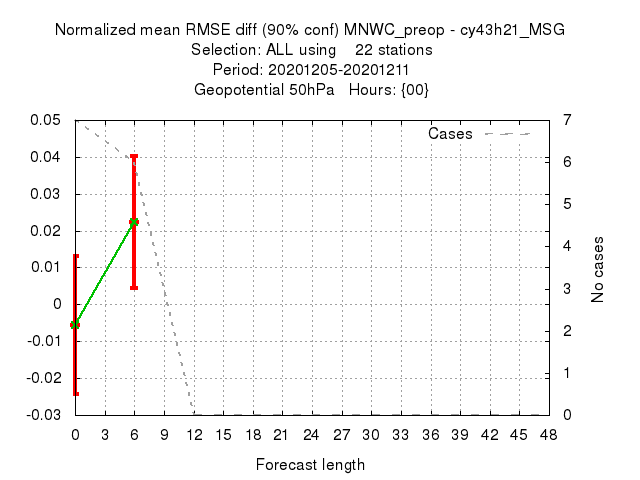 Normalized mean RMSE diff (90% conf) MNWC_preop - cy43h21_MSG
Selection: ALL using    22 stations
Period: 20201205-20201211
Geopotential 50hPa   Hours: {00}
Cases
0.05
0.04
0.03
0.02
0.01
0
-0.01
-0.02
-0.03
7
6
5
4
3
2
1
0
No cases
0 3 6 9 12 15 18 21 24 27 30 33 36 39 42 45 48
Forecast length